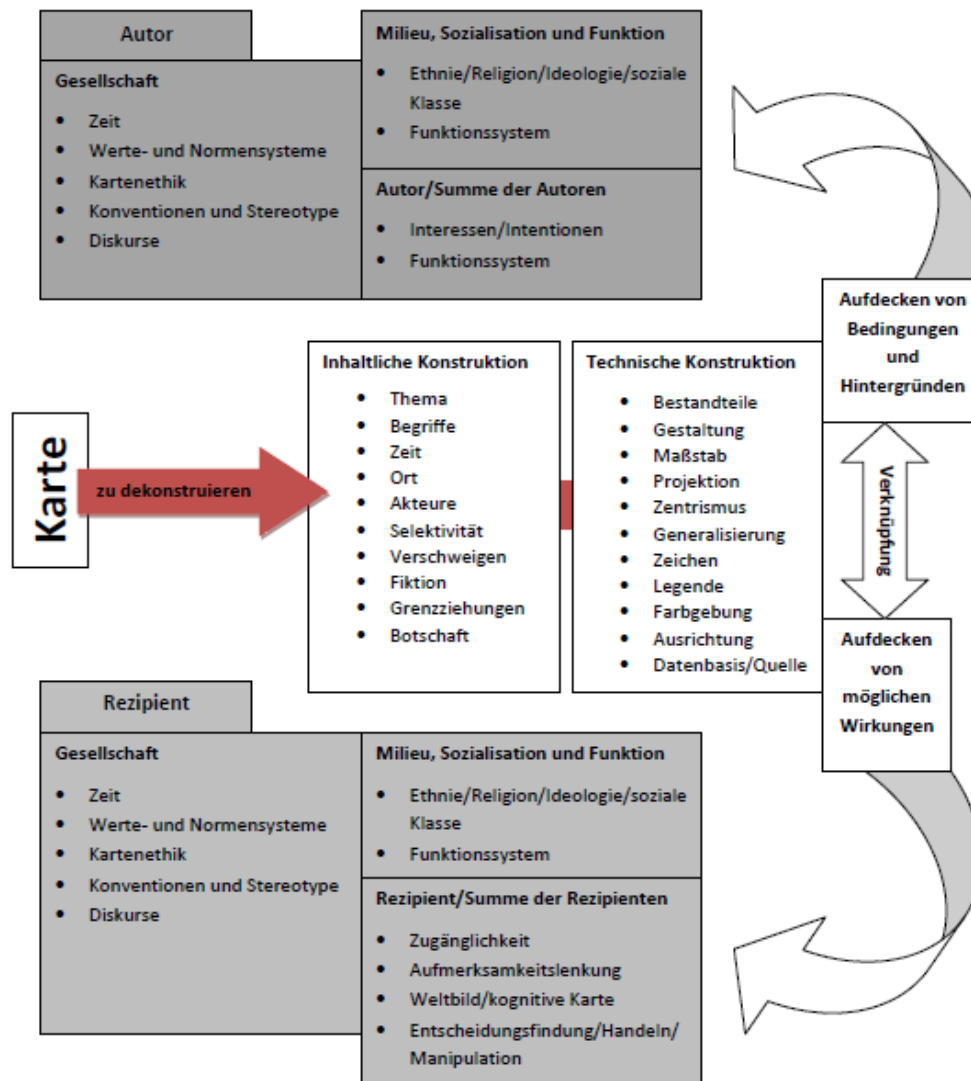 Autor
Gesellschaft
• Zeit
• Werte- und Normensysteme
• Kartenethik
• Konventionen und Stereotype
• Diskurse
Milieu, Sozialisation und Funktion
• Ethnie/Religion/Ideologie/soziale
Klasse
• Funktionssystem
Autor/Summe der Autoren
• Interessen/Intentionen
• Funktionssystem
Karte
zu dekonstruieren
Inhaltliche Konstruktion
• Thema
• Begriffe
• Zeit
• Ort
• Akteure
• Selektivität
• Verschweigen
• Fiktion
• Grenzziehungen
• Botschaft
Technische Konstruktion
• Bestandteile
• Gestaltung
• Maßstab
• Projektion
• Zentrismus
• Generalisierung
• Zeichen
• Legende
• Farbgebung
• Ausrichtung
• Datenbasis/Quelle
Aufdecken von
Bedingungen
und
Hintergründen
Verknüpfung
Aufdecken
von
möglichen
Wirkungen
Rezipient
Gesellschaft
• Zeit
• Werte- und Normensysteme
• Kartenethik
• Konventionen und Stereotype
• Diskurse
Milieu, Sozialisation und Funktion
• Ethnie/Religion/Ideologie/soziale
Klasse
• Funktionssystem
Rezipient/Summe der Rezipienten
• Zugänglichkeit
• Aufmerksamkeitslenkung
• Weltbild/kognitive Karte
• Entscheidungsfindung/Handeln/
Manipulation